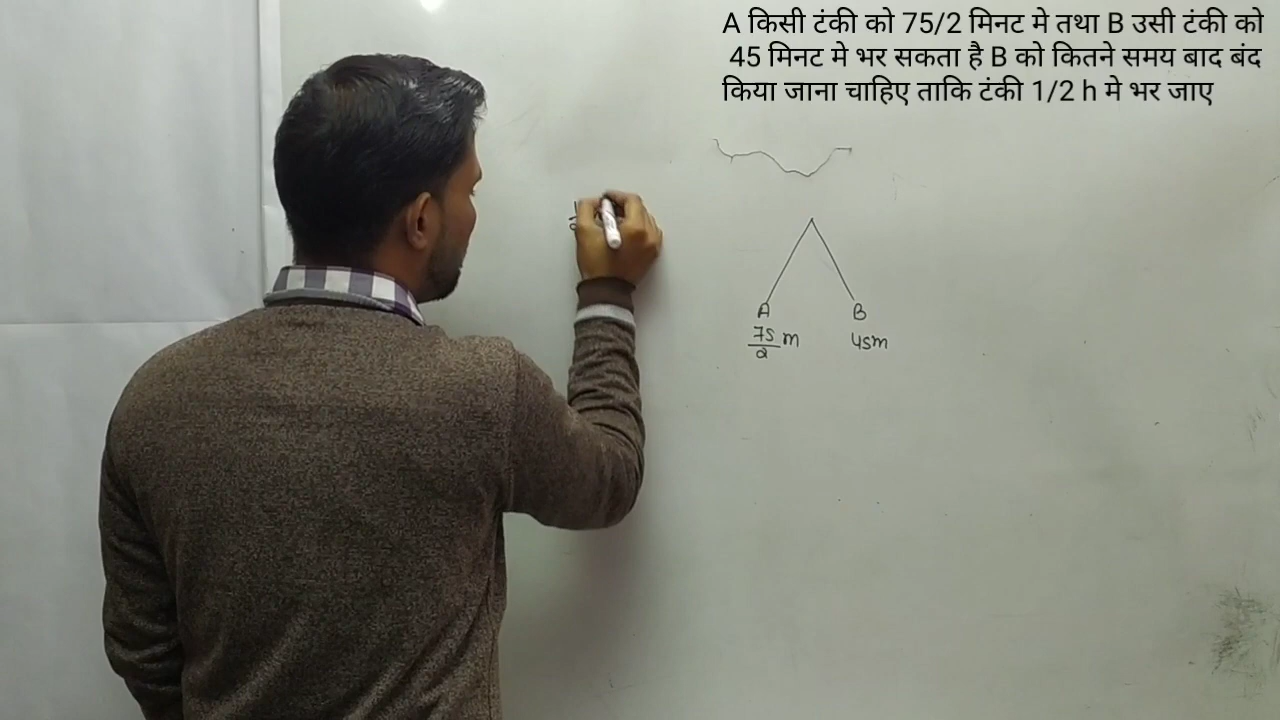 A किसी टंकी को 75/2 मिनट मे तथा B उसी टंकी को
45 मिनट मे भर सकता है B को कितने समय बाद बंद
किया जाना चाहिए ताकि टंकी 1/2 h मे भर जाए
A B
75/2 m 45m